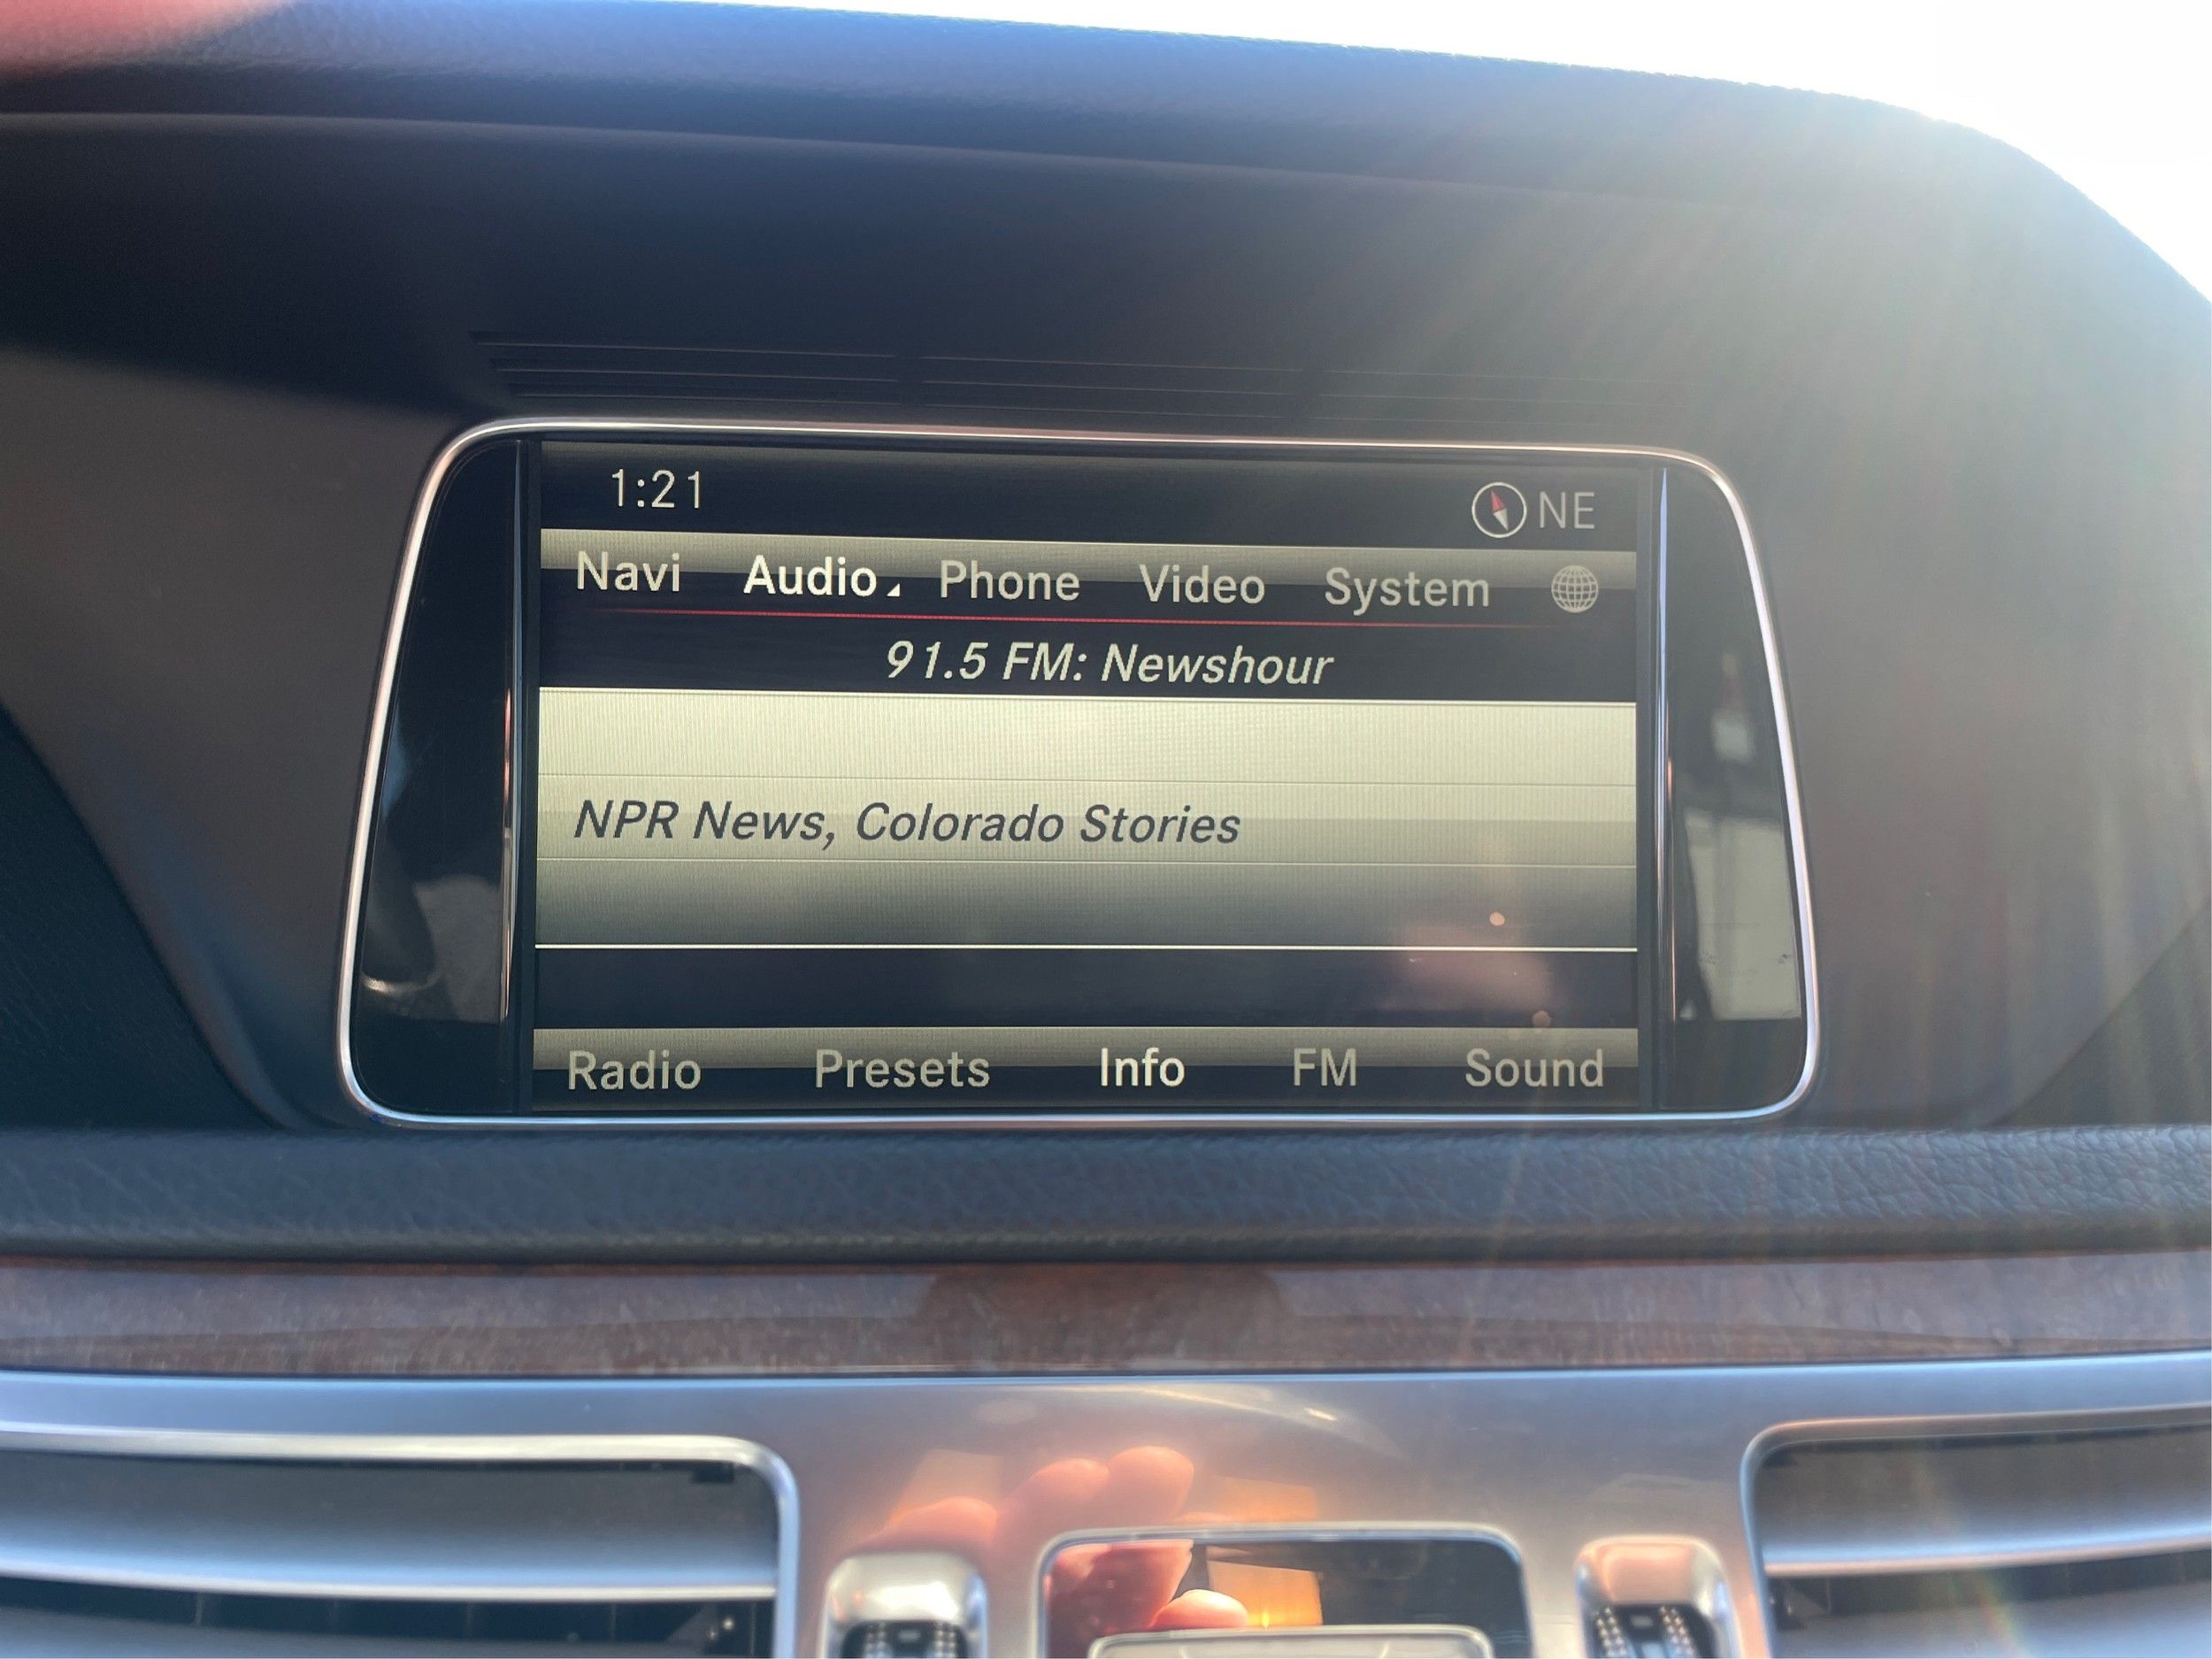 1:21
NE
Navi Audio Phone Video System
91.5 FM: Newshour
NPR News, Colorado Stories
Radio Presets Info FM Sound